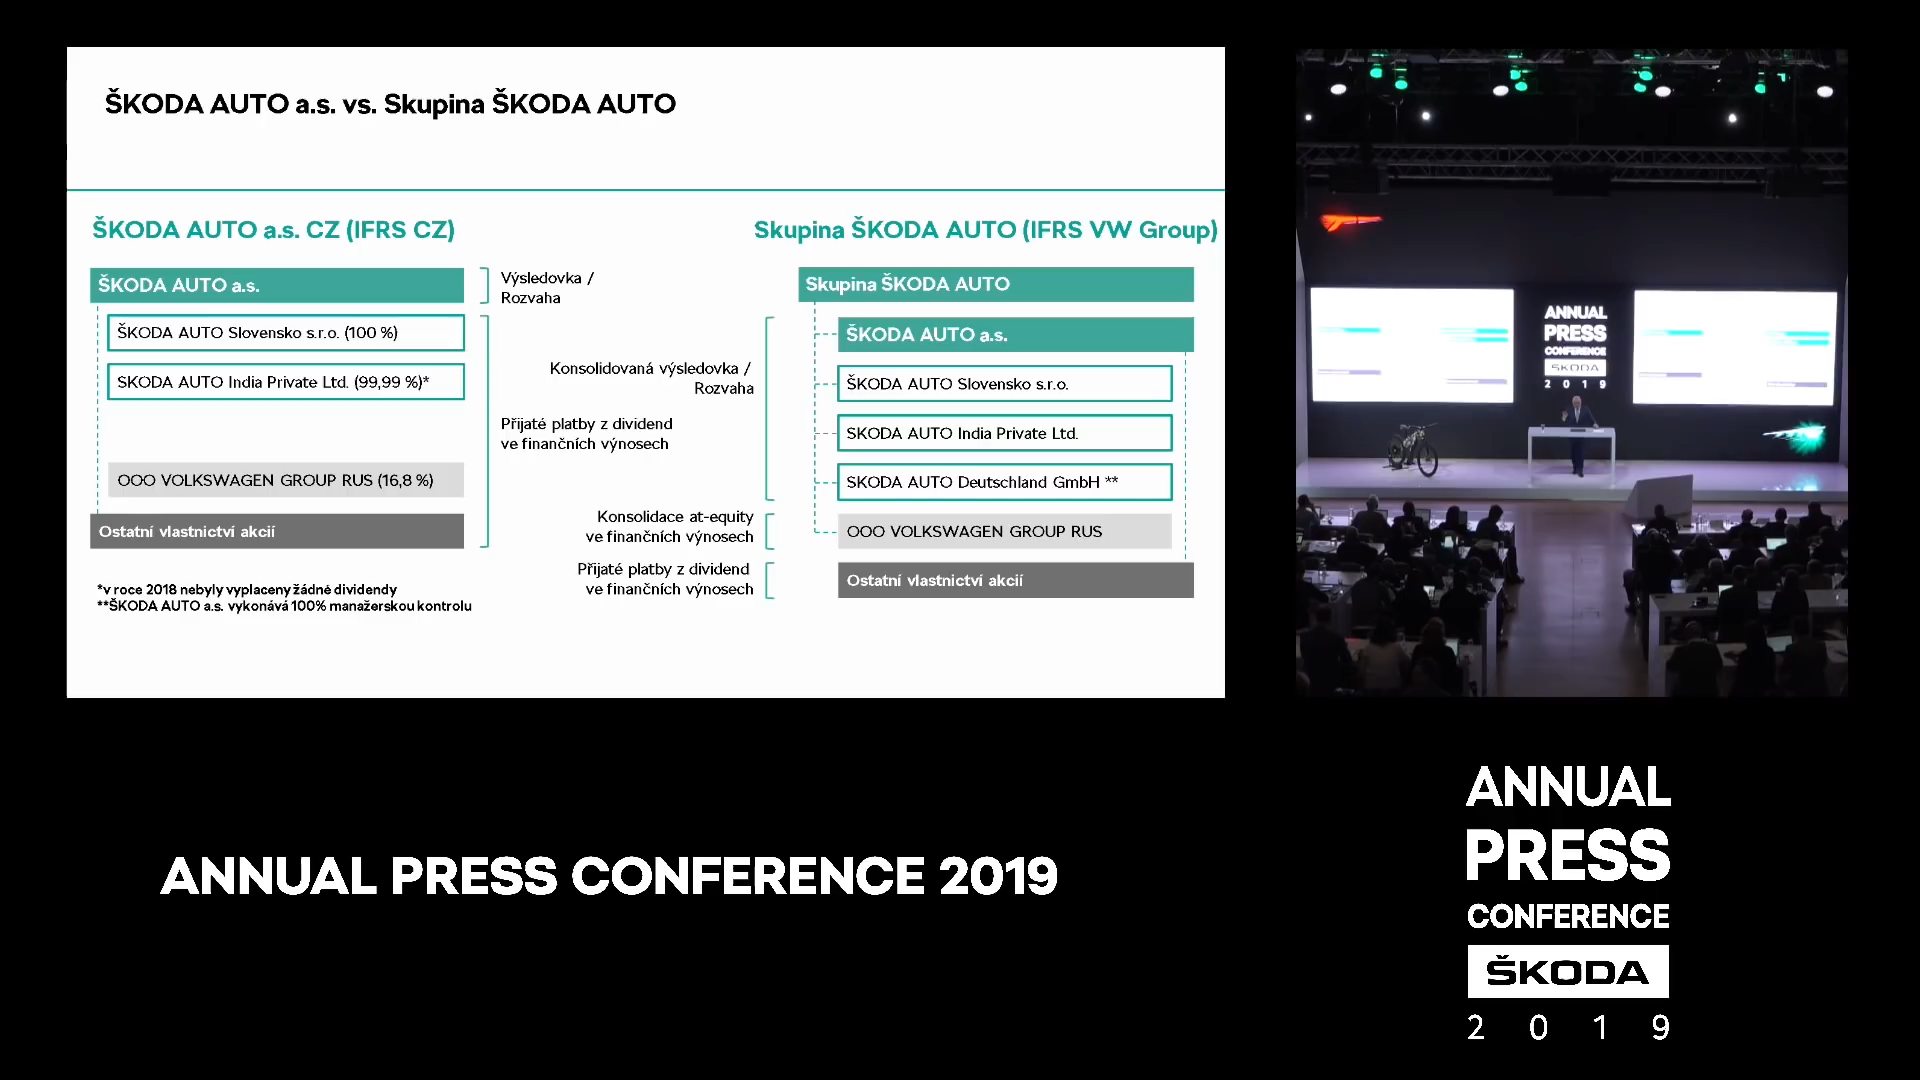 ŠKODA AUTO a.s. vs. Skupina ŠKODA AUTO
ŠKODA AUTO a.s. CZ (IFRS CZ)
ŠKODA AUTO a.s.
ŠKODA AUTO Slovensko s.r.o. (100 %)
SKODA AUTO India Private Ltd. (99,99 %)*
OOO VOLKSWAGEN GROUP RUS (16,8 %)
Ostatní vlastnictví akcií
*v roce 2018 nebyly vyplaceny žádné dividendy
**ŠKODA AUTO a.s. vykonává 100% manažerskou kontrolu
Výsledovka /
Rozvaha
Přijaté platby z dividend
ve finančních výnosech
Skupina ŠKODA AUTO (IFRS VW Group)
Konsolidovaná výsledovka /
Rozvaha
Konsolidace at-equity
ve finančních výnosech
Přijaté platby z dividend
ve finančních výnosech
Skupina ŠKODA AUTO
ŠKODA AUTO a.s.
ŠKODA AUTO Slovensko s.r.o.
SKODA AUTO India Private Ltd.
SKODA AUTO Deutschland GmbH **
OOO VOLKSWAGEN GROUP RUS
Ostatní vlastnictví akcií
ANNUAL
PRESS
CONFERENCE
ŠKODA
2 0 1 9
ANNUAL PRESS CONFERENCE 2019
ANNUAL
PRESS
CONFERENCE
ŠKODA
2 0 1 9